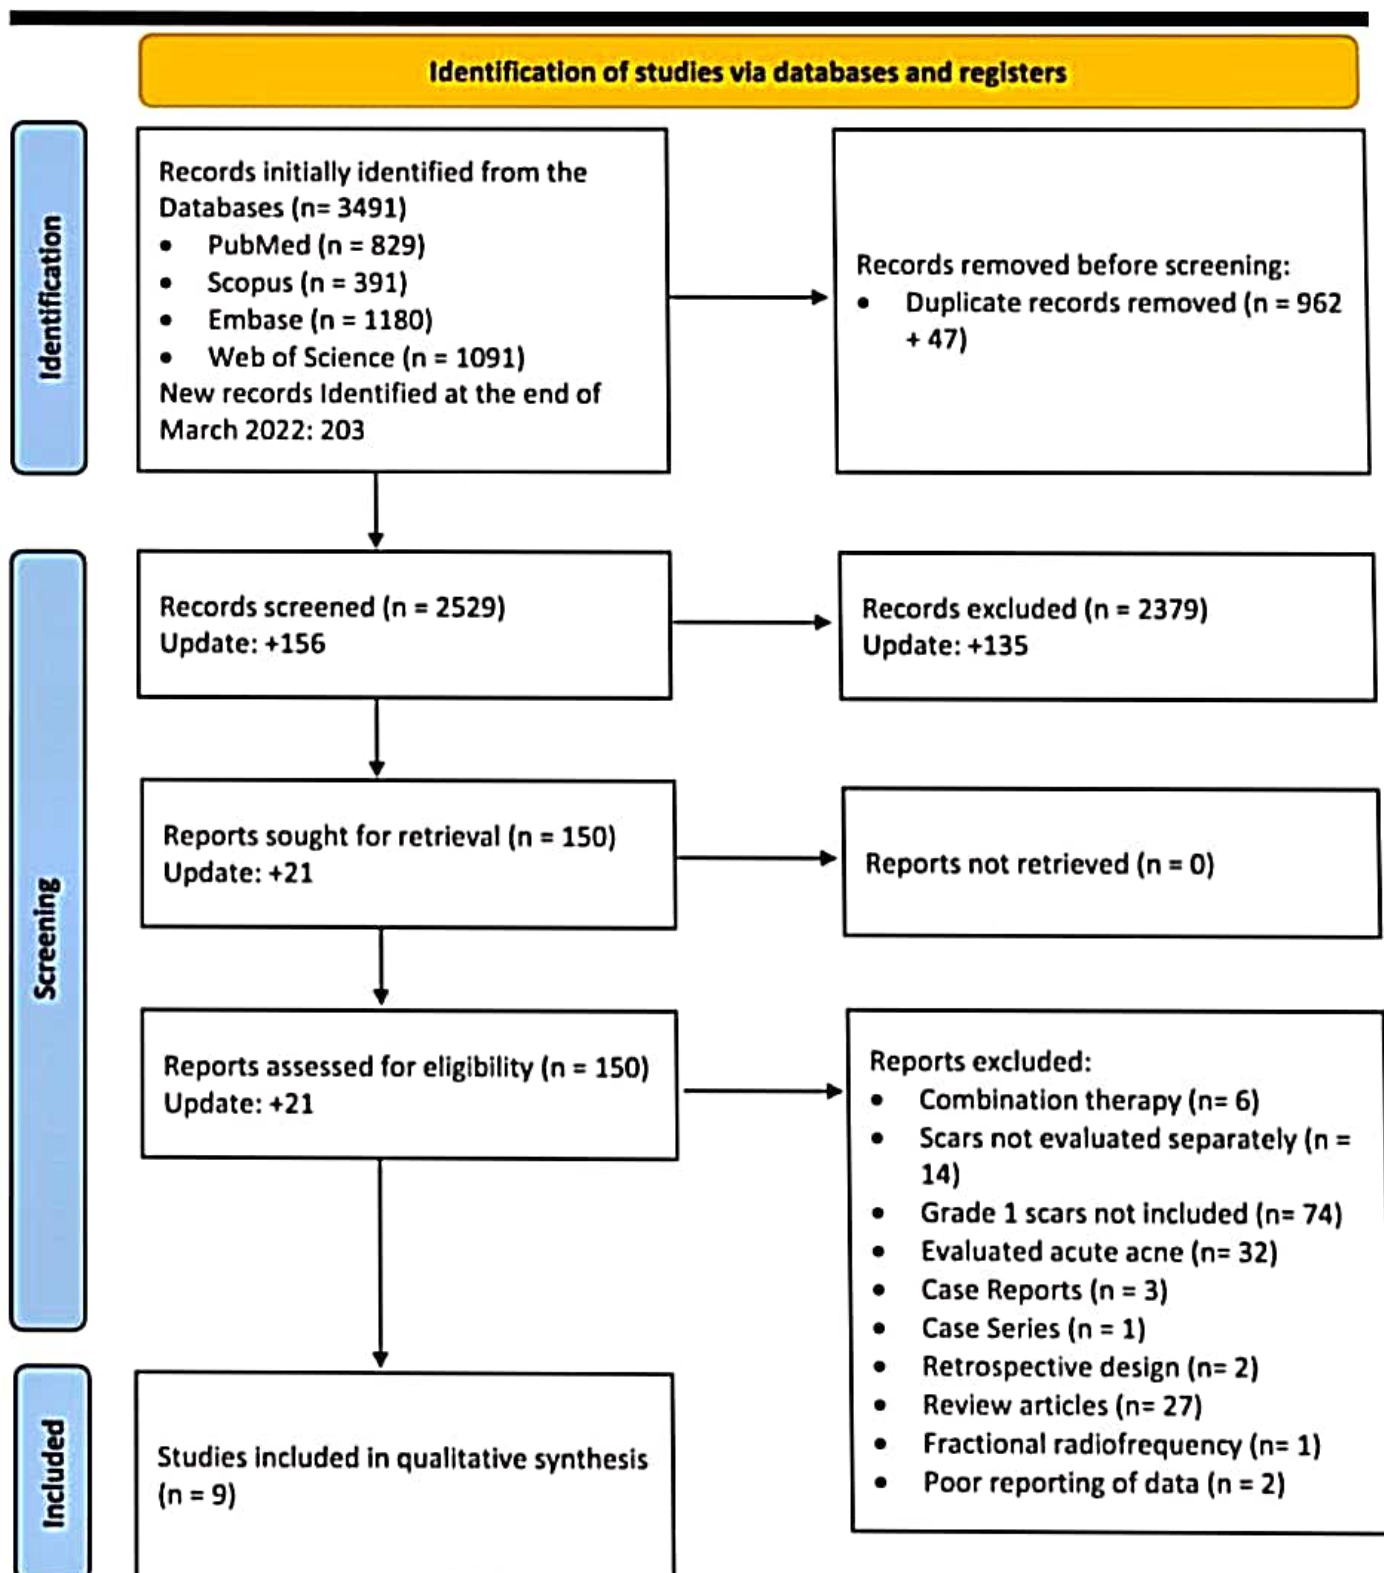 Identification of studies via databases and registers
Identification
Records initially identified from the
Databases (n= 3491)
• PubMed (n = 829)
• Scopus (n = 391)
• Embase (n = 1180)
• Web of Science (n = 1091)
New records Identified at the end of
March 2022: 203
Records removed before screening:
• Duplicate records removed (n = 962
+ 47)
Screening
Records screened (n = 2529)
Update: +156
Records excluded (n = 2379)
Update: +135
Reports sought for retrieval (n = 150)
Update: +21
Reports not retrieved (n = 0)
Reports assessed for eligibility (n = 150)
Update: +21
Reports excluded:
• Combination therapy (n= 6)
• Scars not evaluated separately (n =
14)
• Grade 1 scars not included (n= 74)
• Evaluated acute acne (n= 32)
• Case Reports (n = 3)
• Case Series (n = 1)
• Retrospective design (n= 2)
• Review articles (n= 27)
• Fractional radiofrequency (n= 1)
• Poor reporting of data (n = 2)
Included
Studies included in qualitative synthesis
(n = 9)